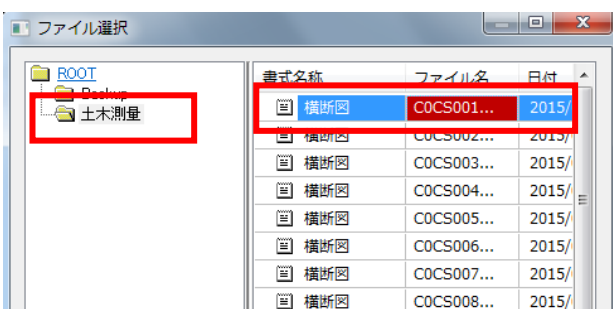 ファイル選択
ROOT
Backup
土木測量
書式名称 ファイル名 日付
横断図 C0CS001... 2015/
横断図 C0CS002... 2015/
横断図 C0CS003... 2015/
横断図 C0CS004... 2015/
横断図 C0CS005... 2015/
横断図 C0CS006... 2015/
横断図 C0CS007... 2015/
横断図 C0CS008... 2015/